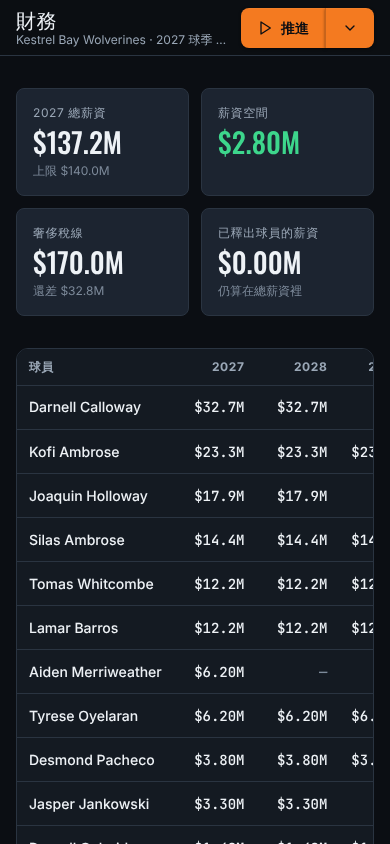 財務
Kestrel Bay Wolverines · 2027 球季 ...
推進
2027 總薪資
$137.2M
上限 $140.0M
薪資空間
$2.80M
奢侈稅線
$170.0M
還差 $32.8M
已釋出球員的薪資
$0.00M
仍算在總薪資裡
球員 2027 2028
Darnell Calloway $32.7M $32.7M
Kofi Ambrose $23.3M $23.3M $23
Joaquin Holloway $17.9M $17.9M
Silas Ambrose $14.4M $14.4M $14
Tomas Whitcombe $12.2M $12.2M $12
Lamar Barros $12.2M $12.2M $12
Aiden Merriweather $6.20M —
Tyrese Oyelaran $6.20M $6.20M $6.
Desmond Pacheco $3.80M $3.80M $3.
Jasper Jankowski $3.30M $3.30M